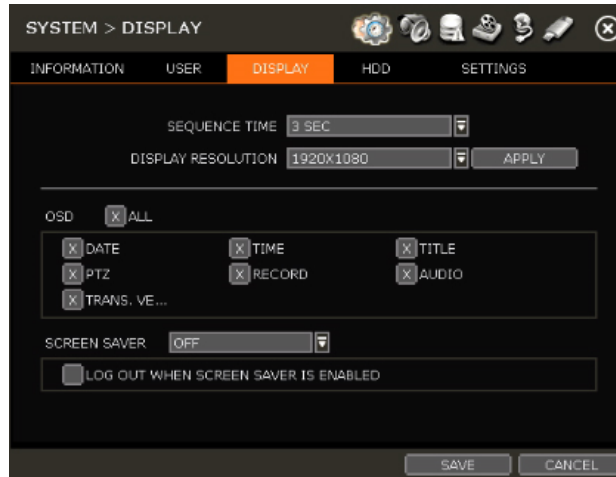 SYSTEM > DISPLAY
INFORMATION USER DISPLAY HDD SETTINGS
SEQUENCE TIME 3 SEC
DISPLAY RESOLUTION 1920X1080 APPLY
OSD X ALL
X DATE X TIME X TITLE
X PTZ X RECORD X AUDIO
X TRANS. VE...
SCREEN SAVER OFF
LOG OUT WHEN SCREEN SAVER IS ENABLED
SAVE CANCEL